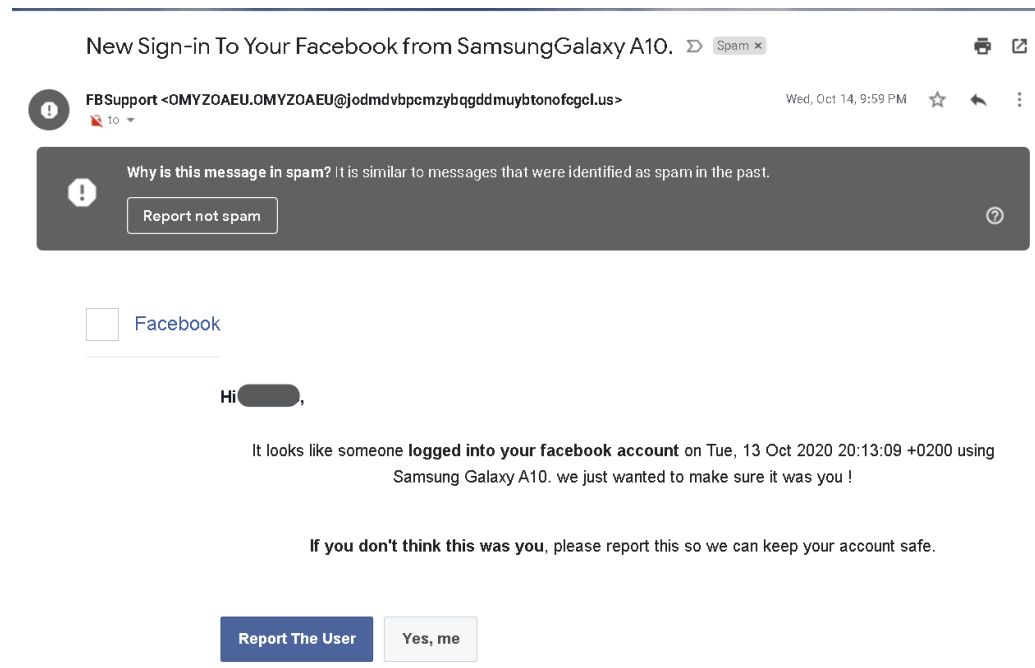 New Sign-in To Your Facebook from SamsungGalaxy A10. Spam ×
FBSupport <OMYZOAEU.OMYZOAEU@jodmdvbpcmzybqgddmuybtonofcgcl.us> Wed, Oct 14, 9:59 PM
to
Why is this message in spam? It is similar to messages that were identified as spam in the past.
Report not spam
Facebook
Hi ,
It looks like someone logged into your facebook account on Tue, 13 Oct 2020 20:13:09 +0200 using
Samsung Galaxy A10. we just wanted to make sure it was you !
If you don't think this was you, please report this so we can keep your account safe.
Report The User Yes, me